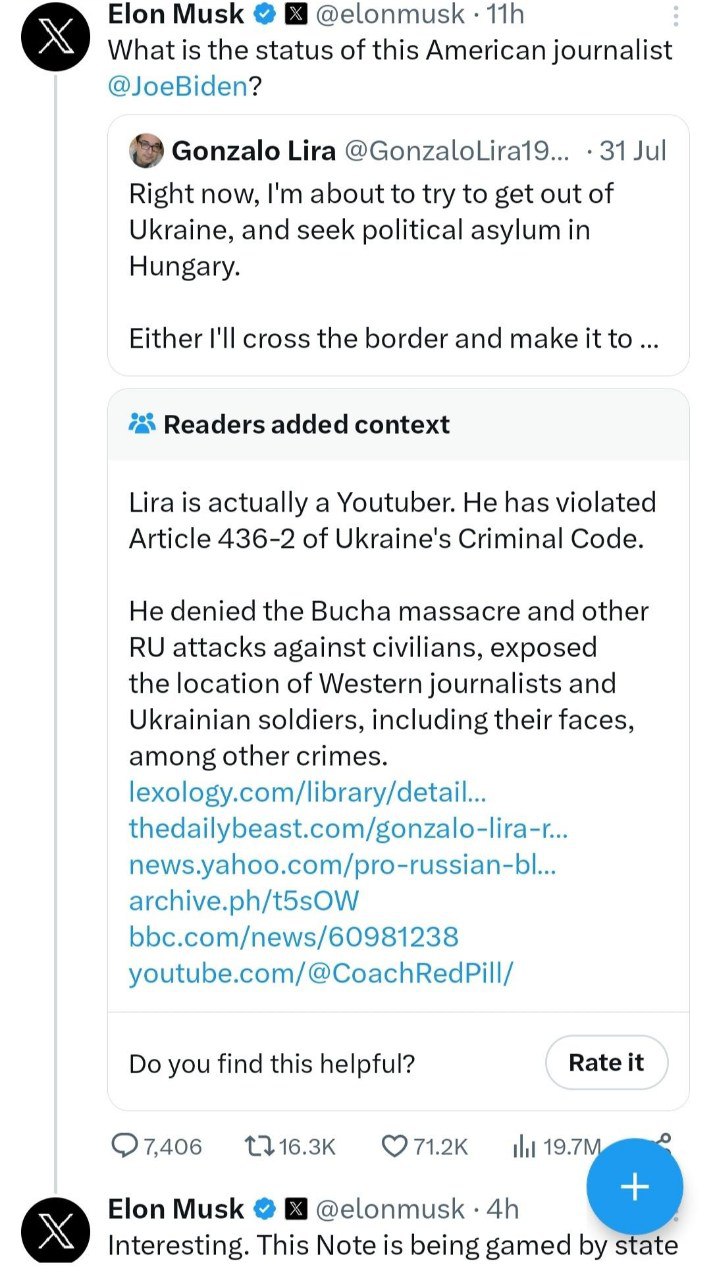 Elon Musk @elonmusk · 11h
What is the status of this American journalist
@JoeBiden?
Gonzalo Lira @GonzaloLira19... · 31 Jul
Right now, I'm about to try to get out of
Ukraine, and seek political asylum in
Hungary.
Either I'll cross the border and make it to ...
Readers added context
Lira is actually a Youtuber. He has violated
Article 436-2 of Ukraine's Criminal Code.
He denied the Bucha massacre and other
RU attacks against civilians, exposed
the location of Western journalists and
Ukrainian soldiers, including their faces,
among other crimes.
lexology.com/library/detail...
thedailybeast.com/gonzalo-lira-r...
news.yahoo.com/pro-russian-bl...
archive.ph/t5sOW
bbc.com/news/60981238
youtube.com/@CoachRedPill/
Do you find this helpful?
Rate it
7,406 16.3K 71.2K 19.7M
Elon Musk @elonmusk · 4h
Interesting. This Note is being gamed by state